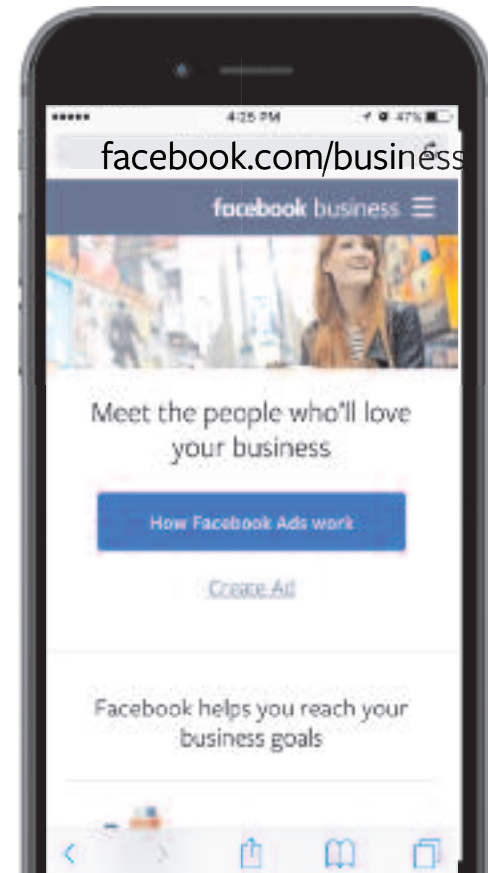 4:25 PM 47%
facebook.com/business
facebook business
Meet the people who'll love
your business
How Facebook Ads work
Create Ad
Facebook helps you reach your
business goals